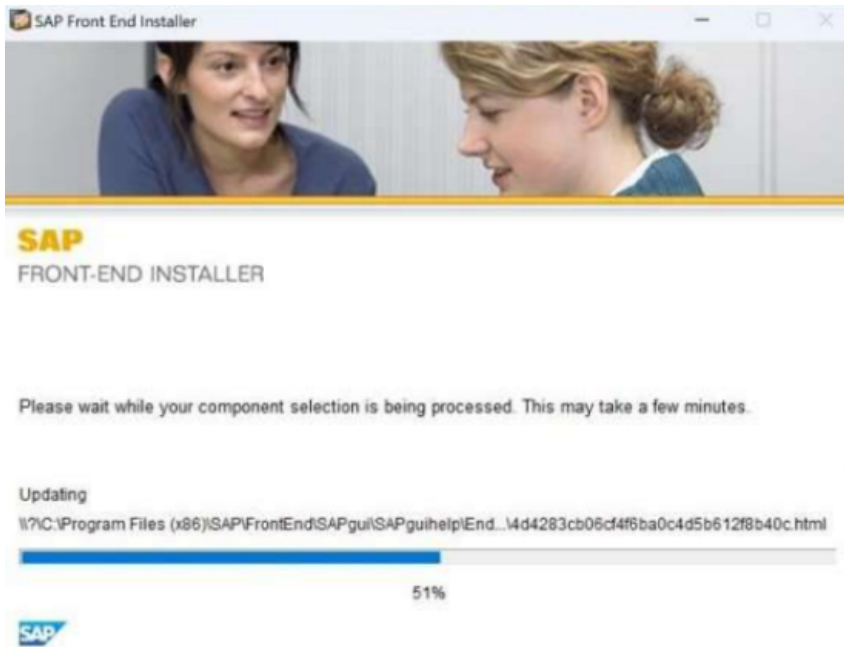 SAP Front End Installer
SAP
FRONT-END INSTALLER
Please wait while your component selection is being processed. This may take a few minutes.
Updating
\\?\C:\Program Files (x86)\SAP\FrontEnd\SAPgui\SAPguihelp\End...\4d4283cb06cf4f6ba0c4d5b612f8b40c.html
51%
SAP